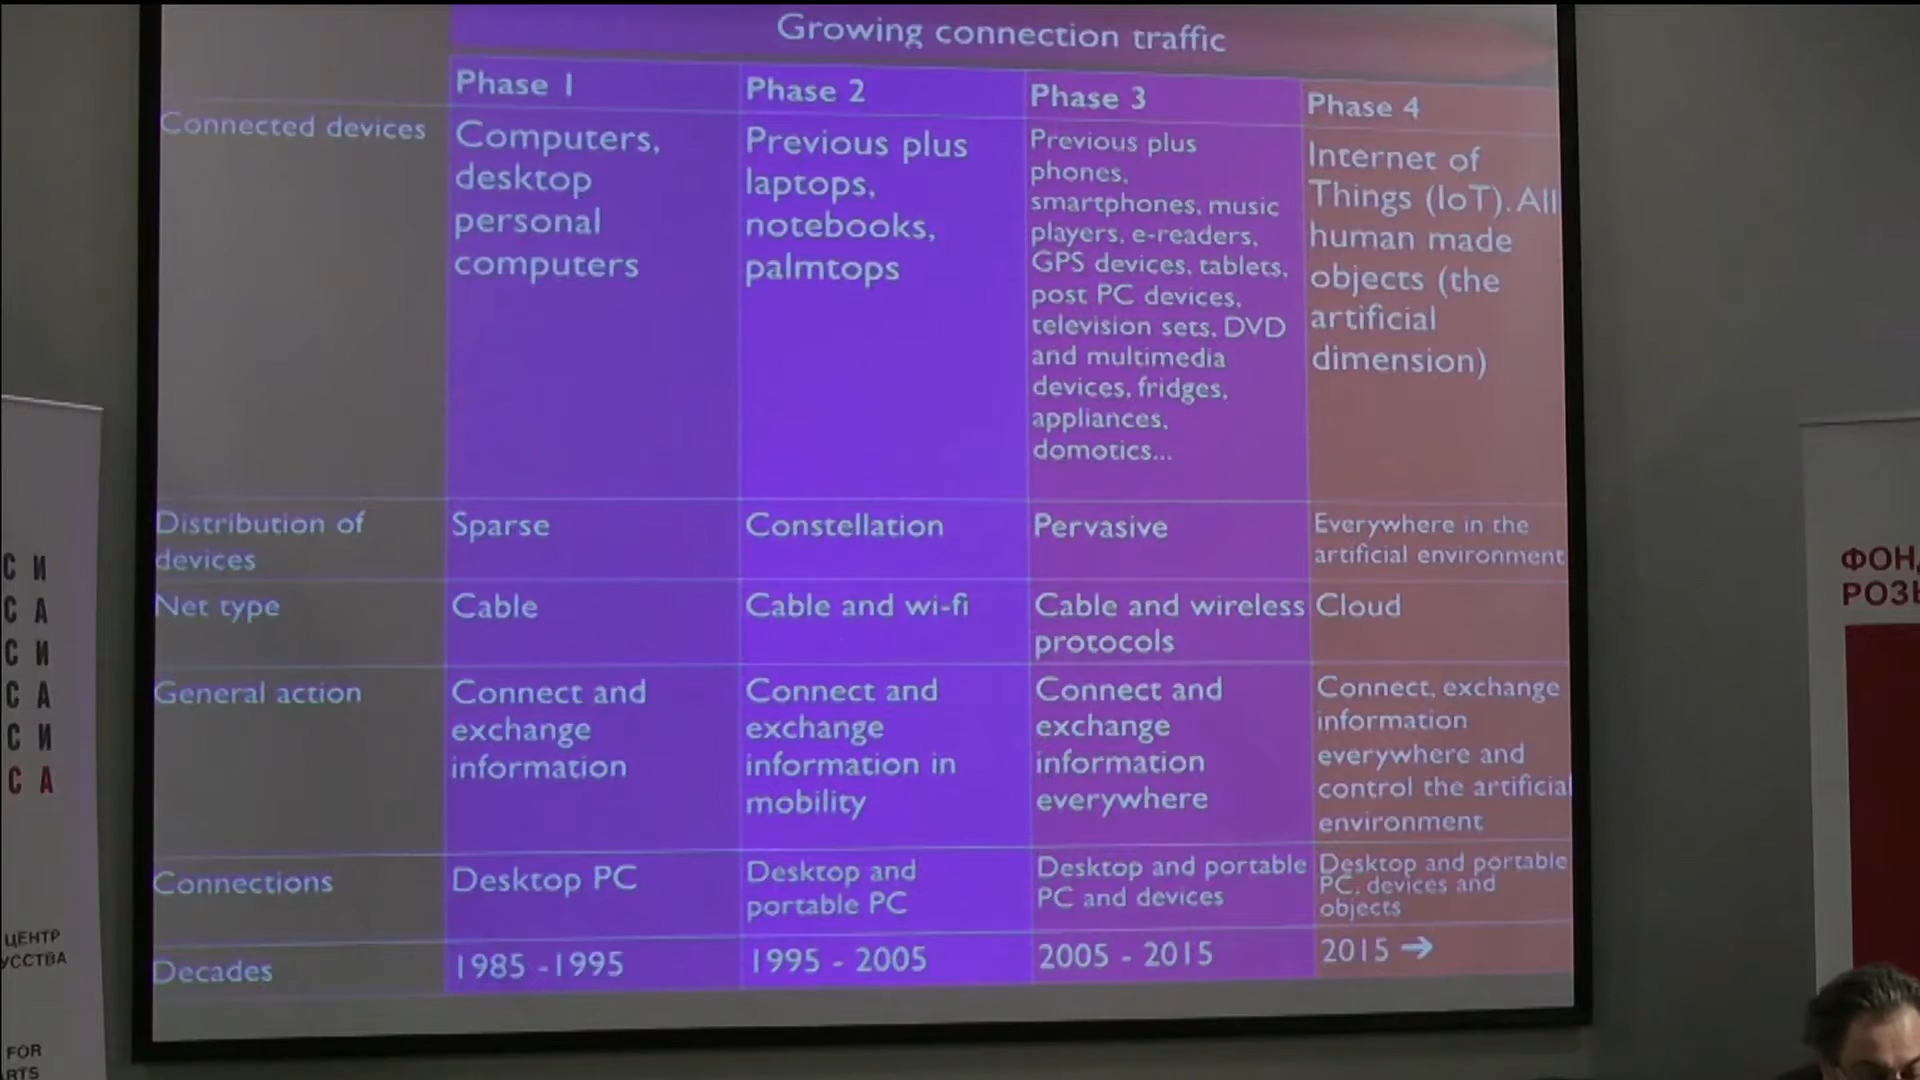 Growing connection traffic
Phase 1
Phase 2
Phase 3
Phase 4
Connected devices
Computers,
desktop
personal
computers
Previous plus
laptops,
notebooks,
palmtops
Previous plus
phones,
smartphones, music
players, e-readers,
GPS devices, tablets,
post PC devices,
television sets, DVD
and multimedia
devices, fridges,
appliances,
domotics...
Internet of
Things (IoT). All
human made
objects (the
artificial
dimension)
Distribution of
devices
Sparse
Constellation
Pervasive
Everywhere in the
artificial environment
Net type
Cable
Cable and wi-fi
Cable and wireless
protocols
Cloud
General action
Connect and
exchange
information
Connect and
exchange
information in
mobility
Connect and
exchange
information
everywhere
Connect, exchange
information
everywhere and
control the artificial
environment
Connections
Desktop PC
Desktop and
portable PC
Desktop and portable
PC and devices
Desktop and portable
PC, devices and
objects
Decades
1985 -1995
1995 - 2005
2005 - 2015
2015 →
С И
С А
С И
С А
С И
С А
ЦЕНТР
УССТВА
FOR
RTS
ФОН
РОЗ